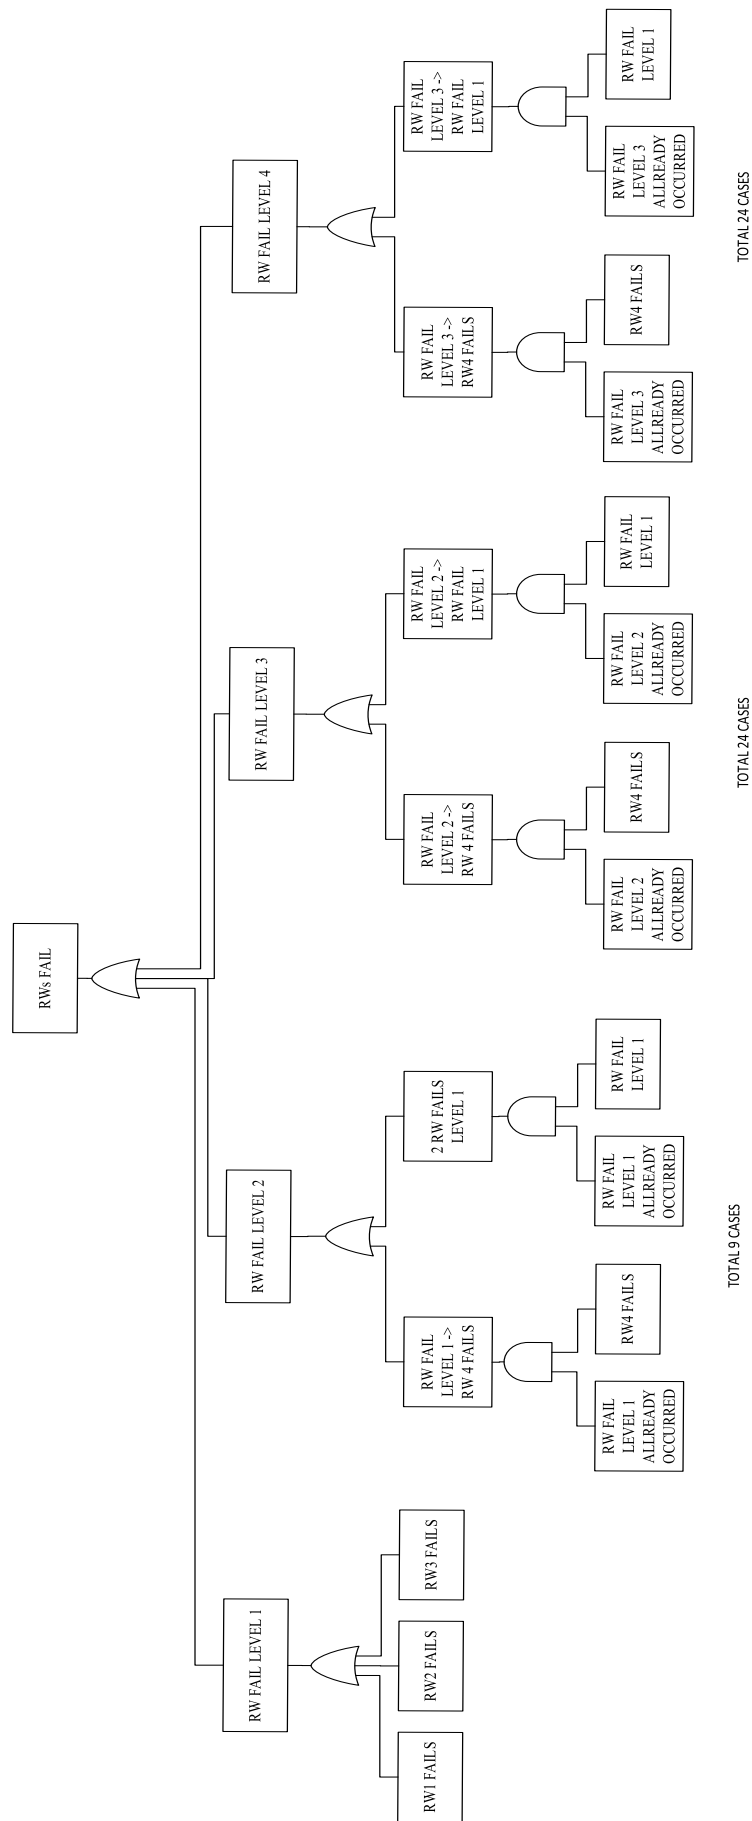 RWs FAIL
RW FAIL LEVEL 1
RW FAIL LEVEL 2
RW FAIL LEVEL 3
RW FAIL LEVEL 4
RW1 FAILS
RW2 FAILS
RW3 FAILS
RW FAIL
LEVEL 1 ->
RW 4 FAILS
2 RW FAILS
LEVEL 1
RW FAIL
LEVEL 2 ->
RW 4 FAILS
RW FAIL
LEVEL 2 ->
RW FAIL
LEVEL 1
RW FAIL
LEVEL 3 ->
RW4 FAILS
RW FAIL
LEVEL 3 ->
RW FAIL
LEVEL 1
RW FAIL
LEVEL 1
ALLREADY
OCCURRED
RW4 FAILS
RW FAIL
LEVEL 1
ALLREADY
OCCURRED
RW FAIL
LEVEL 1
RW FAIL
LEVEL 2
ALLREADY
OCCURRED
RW4 FAILS
RW FAIL
LEVEL 2
ALLREADY
OCCURRED
RW FAIL
LEVEL 1
RW FAIL
LEVEL 3
ALLREADY
OCCURRED
RW4 FAILS
RW FAIL
LEVEL 3
ALLREADY
OCCURRED
RW FAIL
LEVEL 1
TOTAL 9 CASES
TOTAL 24 CASES
TOTAL 24 CASES